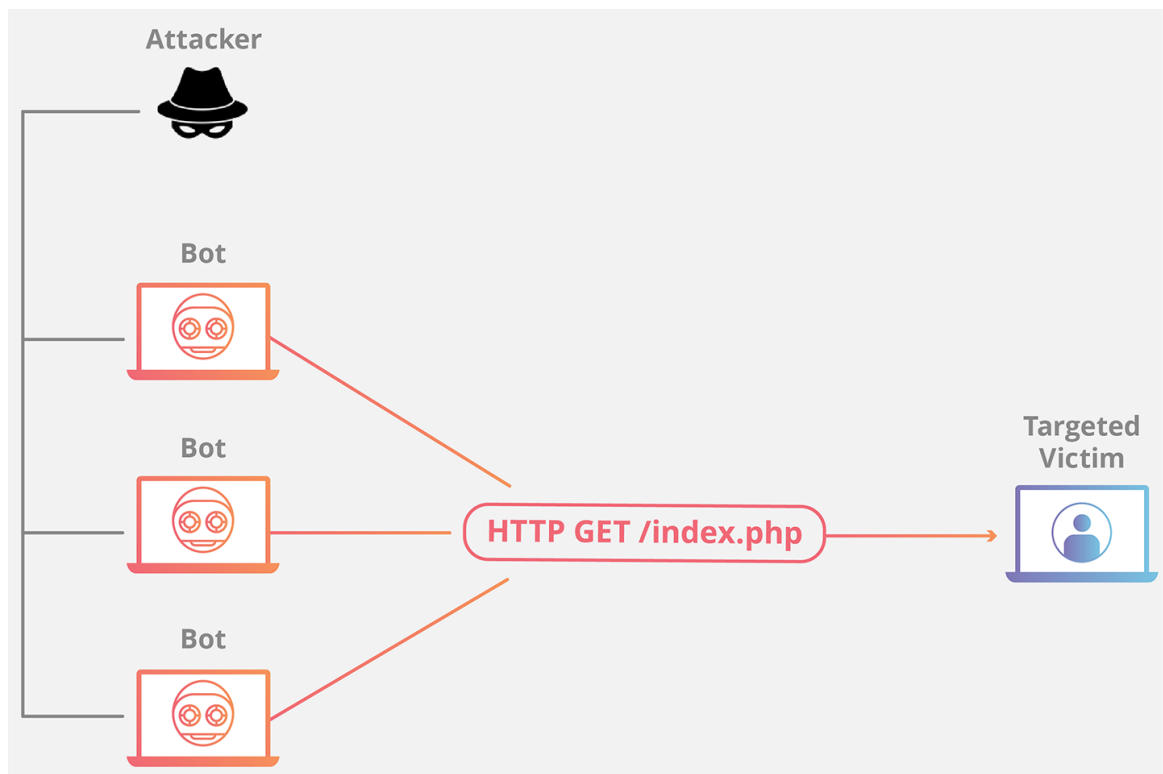 Attacker
Bot
Bot
HTTP GET /index.php
Targeted
Victim
Bot